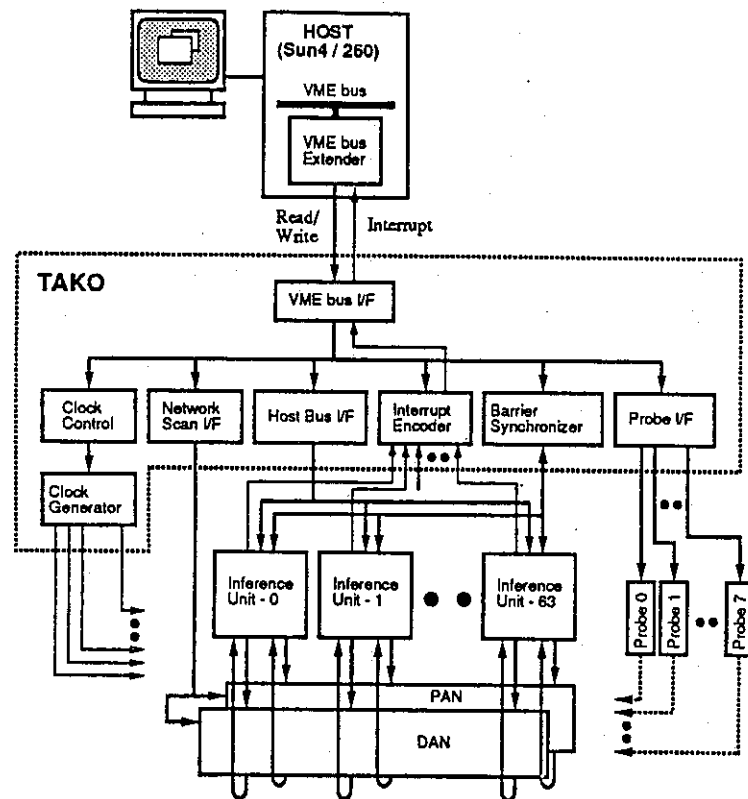 HOST
(Sun4 / 260)
VME bus
VME bus
Extender
Read/
Write
Interrupt
TAKO
VME bus I/F
Clock
Control
Network
Scan I/F
Host Bus I/F
Interrupt
Encoder
Barrier
Synchronizer
Probe I/F
Clock
Generator
Inference
Unit - 0
Inference
Unit - 1
Inference
Unit - 63
Probe 0
Probe 1
Probe 7
PAN
DAN